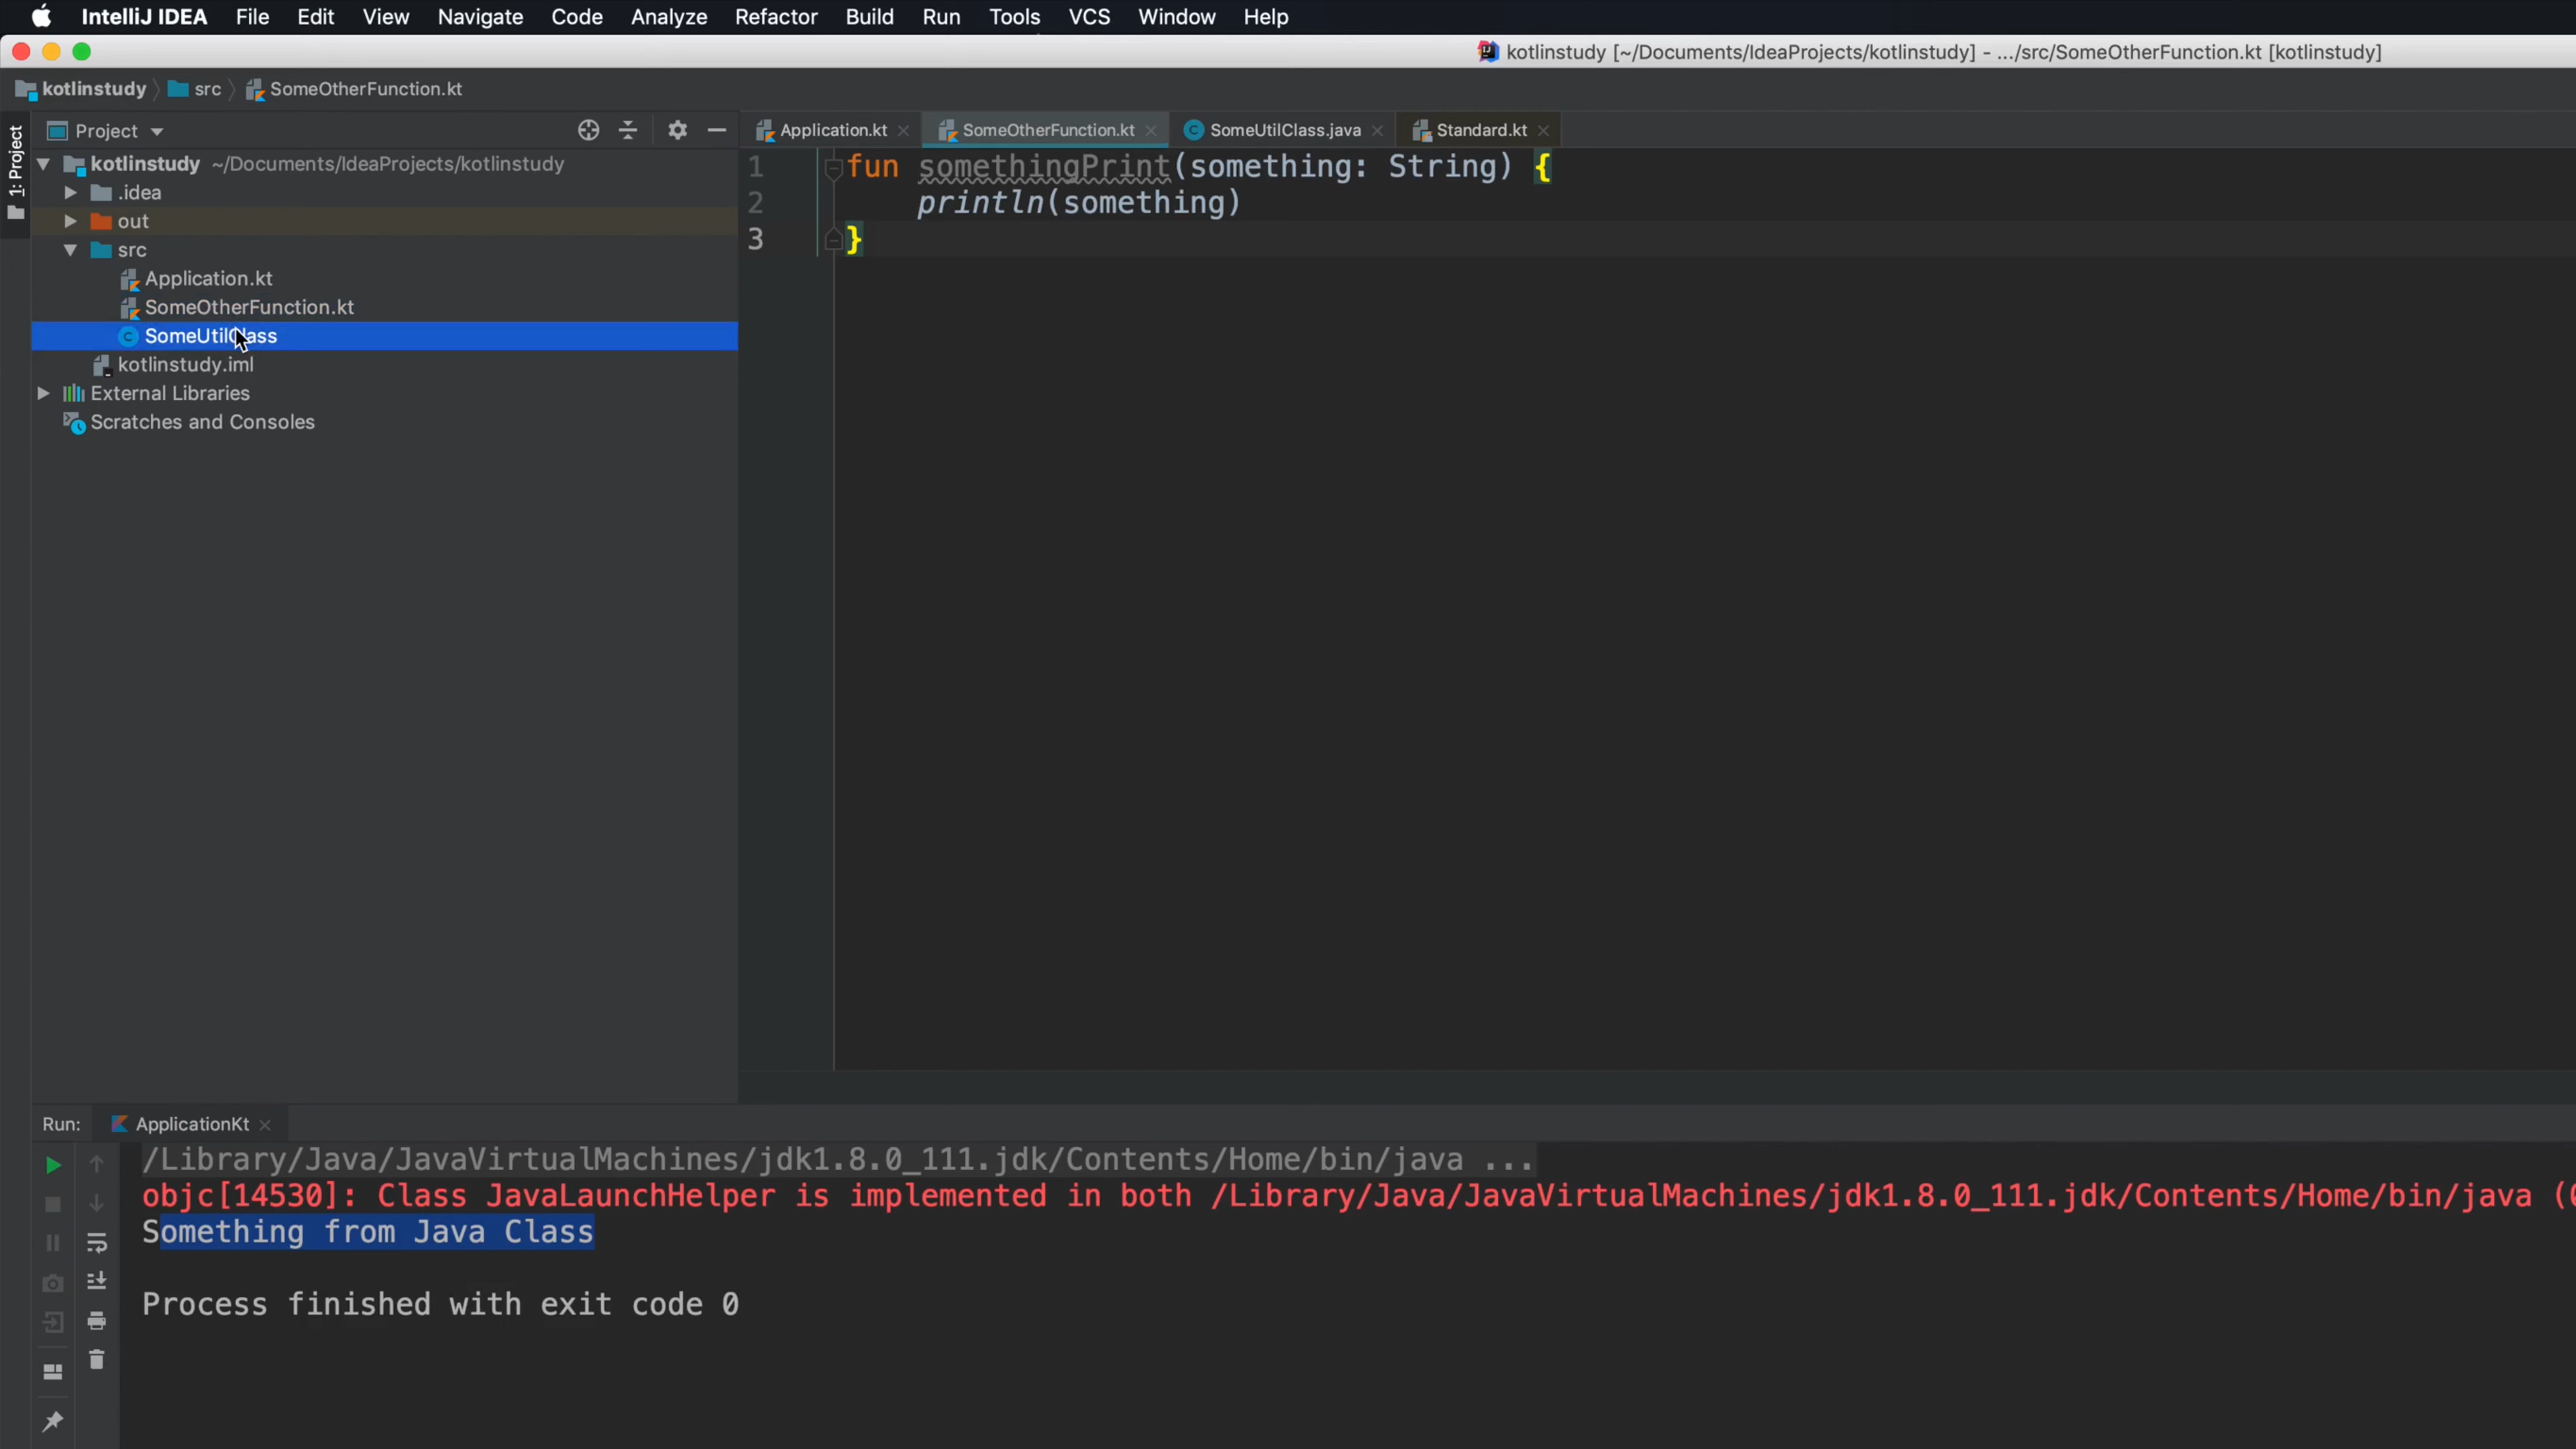 IntelliJ IDEA File Edit View Navigate Code Analyze Refactor Build Run Tools VCS Window Help
kotlinstudy [~/Documents/IdeaProjects/kotlinstudy] - .../src/SomeOtherFunction.kt [kotlinstudy]
kotlinstudy src SomeOtherFunction.kt
1: Project
Project
kotlinstudy ~/Documents/IdeaProjects/kotlinstudy
.idea
out
src
Application.kt
SomeOtherFunction.kt
SomeUtilClass
kotlinstudy.iml
External Libraries
Scratches and Consoles
Application.kt SomeOtherFunction.kt SomeUtilClass.java Standard.kt
1 fun somethingPrint(something: String) {
2 println(something)
3 }
Run: ApplicationKt
/Library/Java/JavaVirtualMachines/jdk1.8.0_111.jdk/Contents/Home/bin/java ...
objc[14530]: Class JavaLaunchHelper is implemented in both /Library/Java/JavaVirtualMachines/jdk1.8.0_111.jdk/Contents/Home/bin/java (
Something from Java Class
Process finished with exit code 0